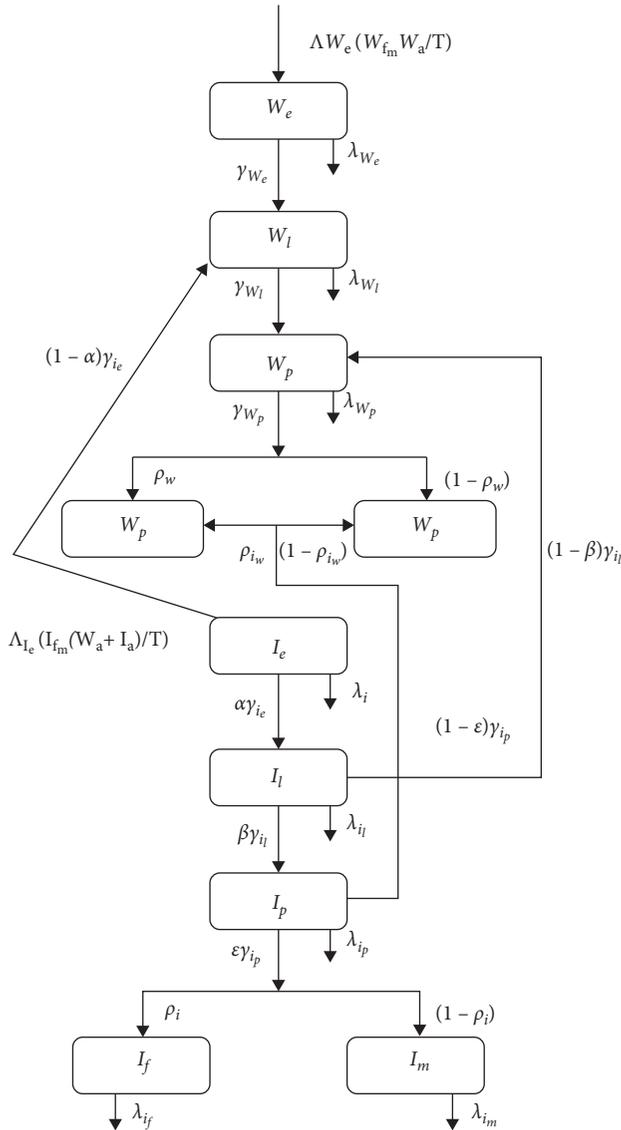 ΛW_e (W_{f_m} W_a/T)
W_e
λ_{W_e}
γ_{W_e}
W_l
λ_{W_l}
γ_{W_l}
(1 − α)γ_{i_e}
W_p
λ_{W_p}
γ_{W_p}
ρ_w
(1 − ρ_w)
W_p
W_p
ρ_{i_w}
(1 − ρ_{i_w})
(1 − β)γ_{i_l}
Λ_{I_e} (I_{f_m}(W_a + I_a)/T)
I_e
λ_i
αγ_{i_e}
(1 − ε)γ_{i_p}
I_l
λ_{i_l}
βγ_{i_l}
I_p
λ_{i_p}
εγ_{i_p}
ρ_i
(1 − ρ_i)
I_f
I_m
λ_{i_f}
λ_{i_m}